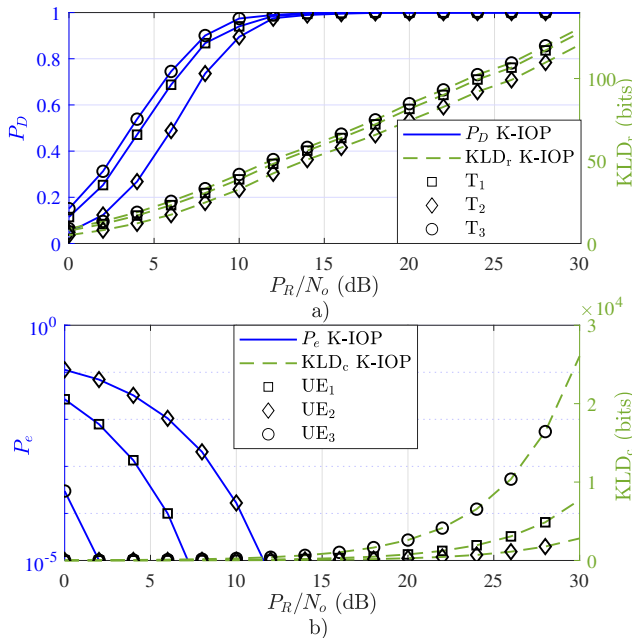 1
0.8
0.6
0.4
0.2
0
P_D
100
50
0
KLD_r (bits)
P_D K-IOP
KLD_r K-IOP
T_1
T_2
T_3
0 5 10 15 20 25 30
P_R/N_o (dB)
a)
10^0
10^-5
P_e
×10^4
3
2
1
0
KLD_c (bits)
P_e K-IOP
KLD_c K-IOP
UE_1
UE_2
UE_3
0 5 10 15 20 25 30
P_R/N_o (dB)
b)